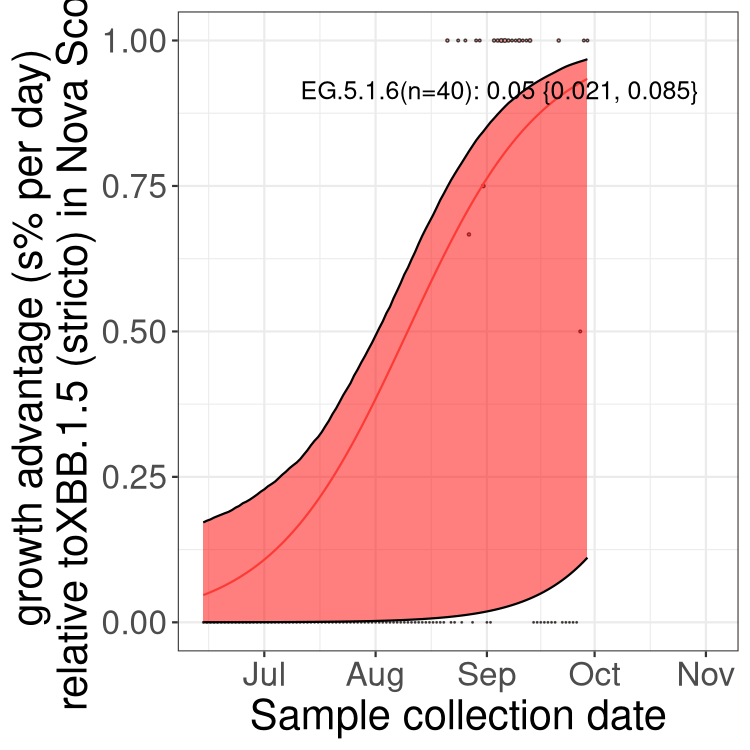 growth advantage (s% per day)
relative toXBB.1.5 (stricto) in Nova Sco
1.00
0.75
0.50
0.25
0.00
EG.5.1.6(n=40): 0.05 {0.021, 0.085}
Jul Aug Sep Oct Nov
Sample collection date